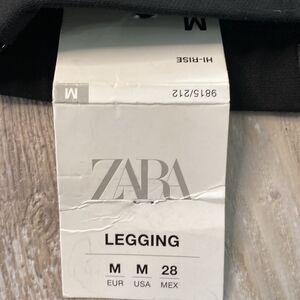 M
HI-RISE
M
9815/212
ZARA
LEGGING
M M 28
EUR USA MEX